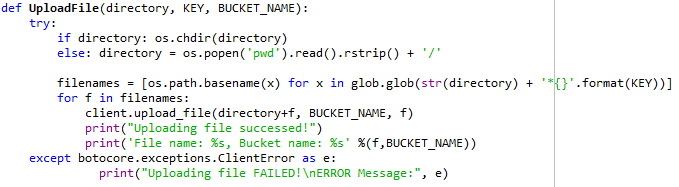 def UploadFile(directory, KEY, BUCKET_NAME):
    try:
        if directory: os.chdir(directory)
        else: directory = os.popen('pwd').read().rstrip() + '/'
        filenames = [os.path.basename(x) for x in glob.glob(str(directory) + '*{}'.format(KEY))]
        for f in filenames:
            client.upload_file(directory+f, BUCKET_NAME, f)
            print("Uploading file successed!")
            print('File name: %s, Bucket name: %s' %(f,BUCKET_NAME))
    except botocore.exceptions.ClientError as e:
            print("Uploading file FAILED!\nERROR Message:", e)